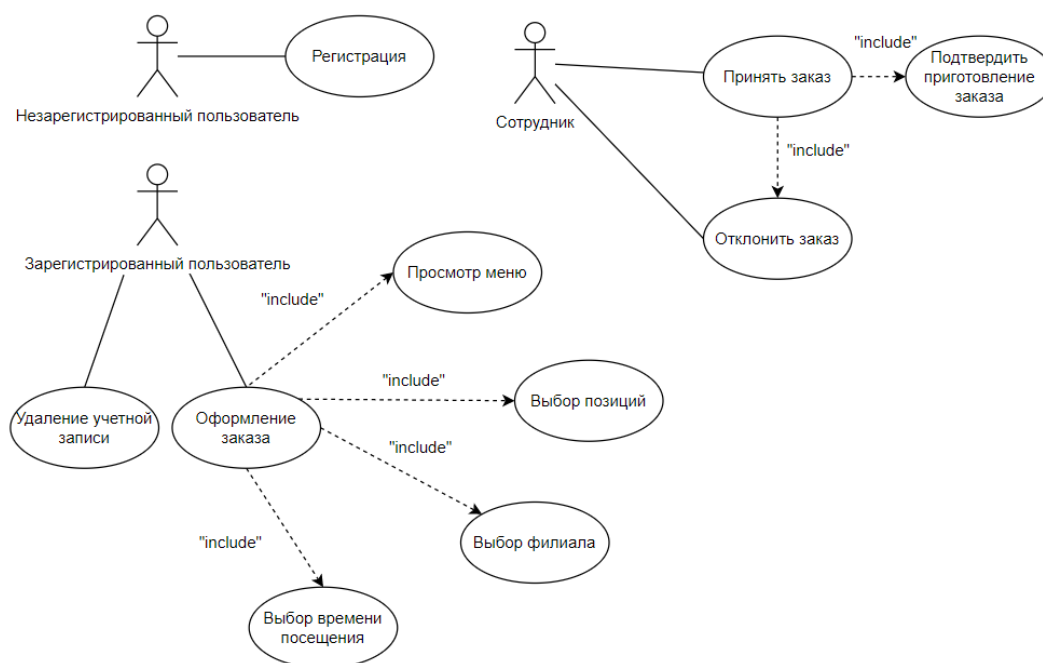 Регистрация
Незарегистрированный пользователь
Сотрудник
Принять заказ
"include"
Подтвердить
приготовление
заказа
"include"
Отклонить заказ
Зарегистрированный пользователь
"include"
Просмотр меню
Удаление учетной
записи
Оформление
заказа
"include"
Выбор позиций
"include"
Выбор филиала
"include"
Выбор времени
посещения